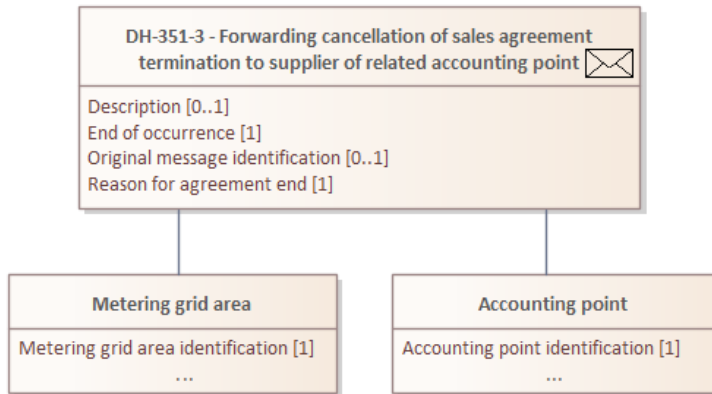 DH-351-3 - Forwarding cancellation of sales agreement
termination to supplier of related accounting point
Description [0..1]
End of occurrence [1]
Original message identification [0..1]
Reason for agreement end [1]
Metering grid area
Metering grid area identification [1]
...
Accounting point
Accounting point identification [1]
...